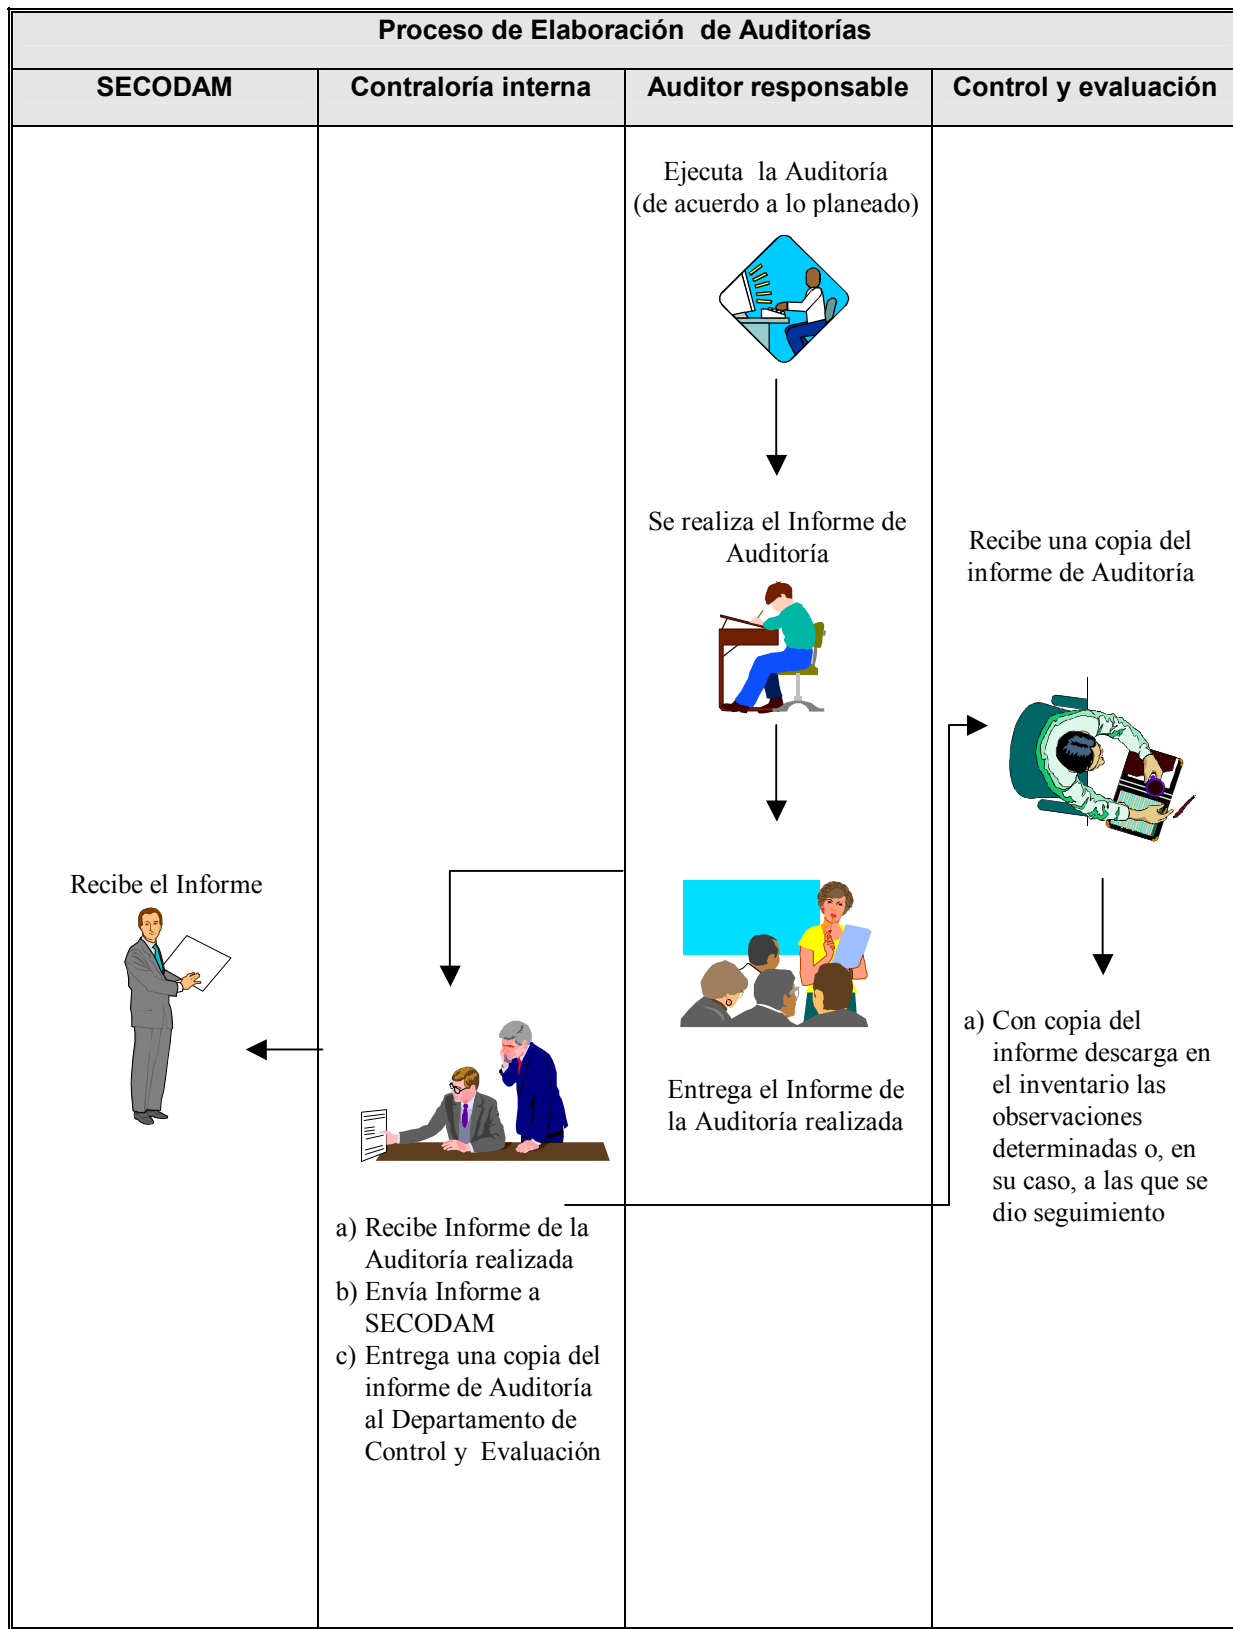 Proceso de Elaboración de Auditorías
SECODAM
Contraloría interna
Auditor responsable
Control y evaluación
Ejecuta la Auditoría
(de acuerdo a lo planeado)
Se realiza el Informe de
Auditoría
Entrega el Informe de
la Auditoría realizada
a) Recibe Informe de la
Auditoría realizada
b) Envía Informe a
SECODAM
c) Entrega una copia del
informe de Auditoría
al Departamento de
Control y Evaluación
Recibe el Informe
Recibe una copia del
informe de Auditoría
a) Con copia del
informe descarga en
el inventario las
observaciones
determinadas o, en
su caso, a las que se
dio seguimiento